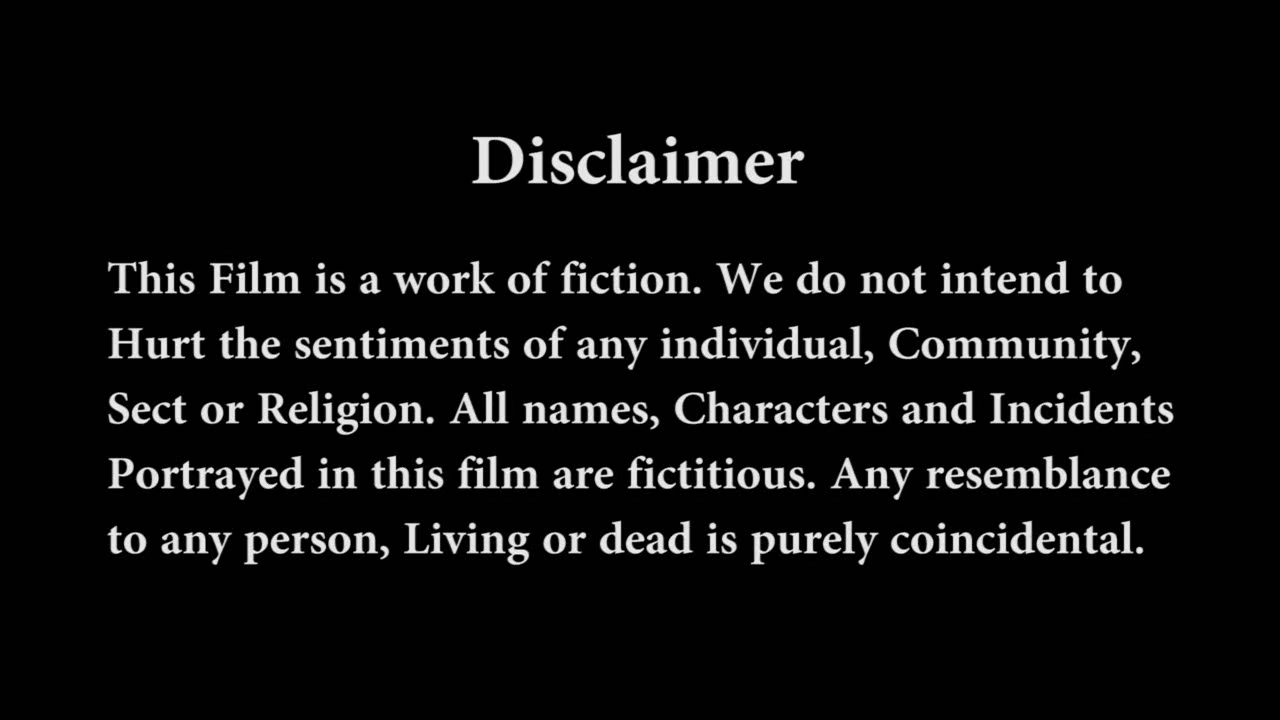 Disclaimer
This Film is a work of fiction. We do not intend to
Hurt the sentiments of any individual, Community,
Sect or Religion. All names, Characters and Incidents
Portrayed in this film are fictitious. Any resemblance
to any person, Living or dead is purely coincidental.